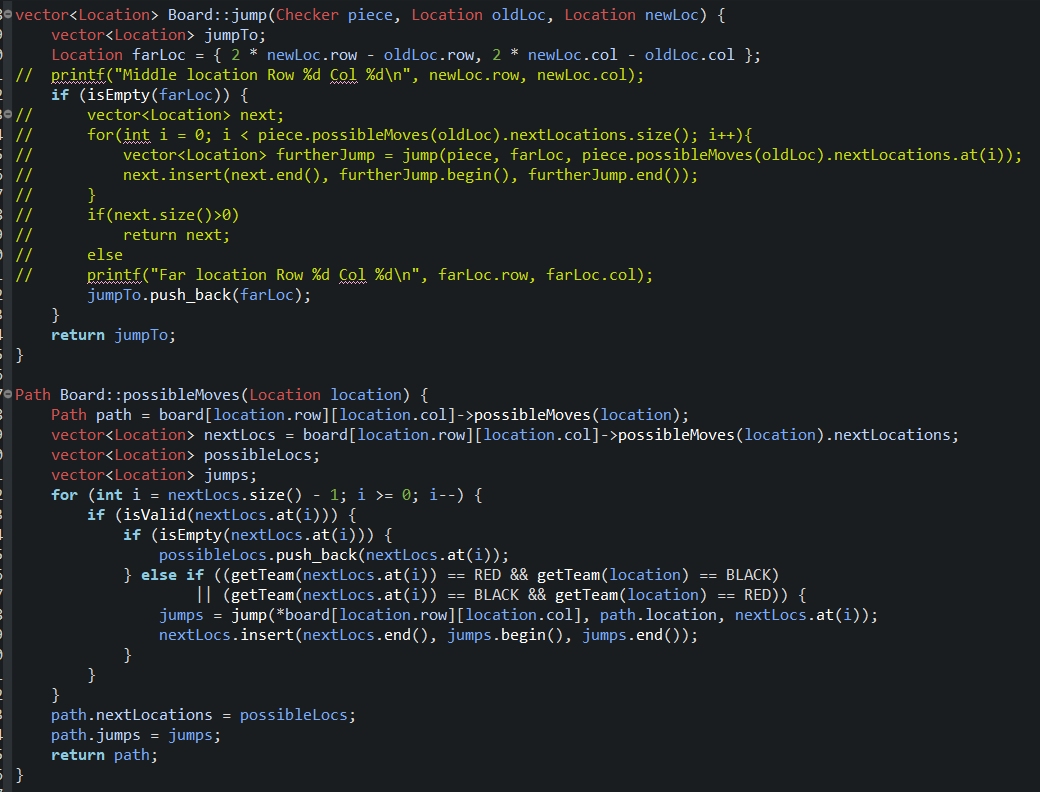 vector<Location> Board::jump(Checker piece, Location oldLoc, Location newLoc) {
    vector<Location> jumpTo;
    Location farLoc = { 2 * newLoc.row - oldLoc.row, 2 * newLoc.col - oldLoc.col };
//  printf("Middle location Row %d Col %d\n", newLoc.row, newLoc.col);
    if (isEmpty(farLoc)) {
//      vector<Location> next;
//      for(int i = 0; i < piece.possibleMoves(oldLoc).nextLocations.size(); i++){
//          vector<Location> furtherJump = jump(piece, farLoc, piece.possibleMoves(oldLoc).nextLocations.at(i));
//          next.insert(next.end(), furtherJump.begin(), furtherJump.end());
//      }
//      if(next.size()>0)
//          return next;
//      else
//      printf("Far location Row %d Col %d\n", farLoc.row, farLoc.col);
        jumpTo.push_back(farLoc);
    }
    return jumpTo;
}

Path Board::possibleMoves(Location location) {
    Path path = board[location.row][location.col]->possibleMoves(location);
    vector<Location> nextLocs = board[location.row][location.col]->possibleMoves(location).nextLocations;
    vector<Location> possibleLocs;
    vector<Location> jumps;
    for (int i = nextLocs.size() - 1; i >= 0; i--) {
        if (isValid(nextLocs.at(i))) {
            if (isEmpty(nextLocs.at(i))) {
                possibleLocs.push_back(nextLocs.at(i));
            } else if ((getTeam(nextLocs.at(i)) == RED && getTeam(location) == BLACK)
                    || (getTeam(nextLocs.at(i)) == BLACK && getTeam(location) == RED)) {
                jumps = jump(*board[location.row][location.col], path.location, nextLocs.at(i));
                nextLocs.insert(nextLocs.end(), jumps.begin(), jumps.end());
            }
        }
    }
    path.nextLocations = possibleLocs;
    path.jumps = jumps;
    return path;
}